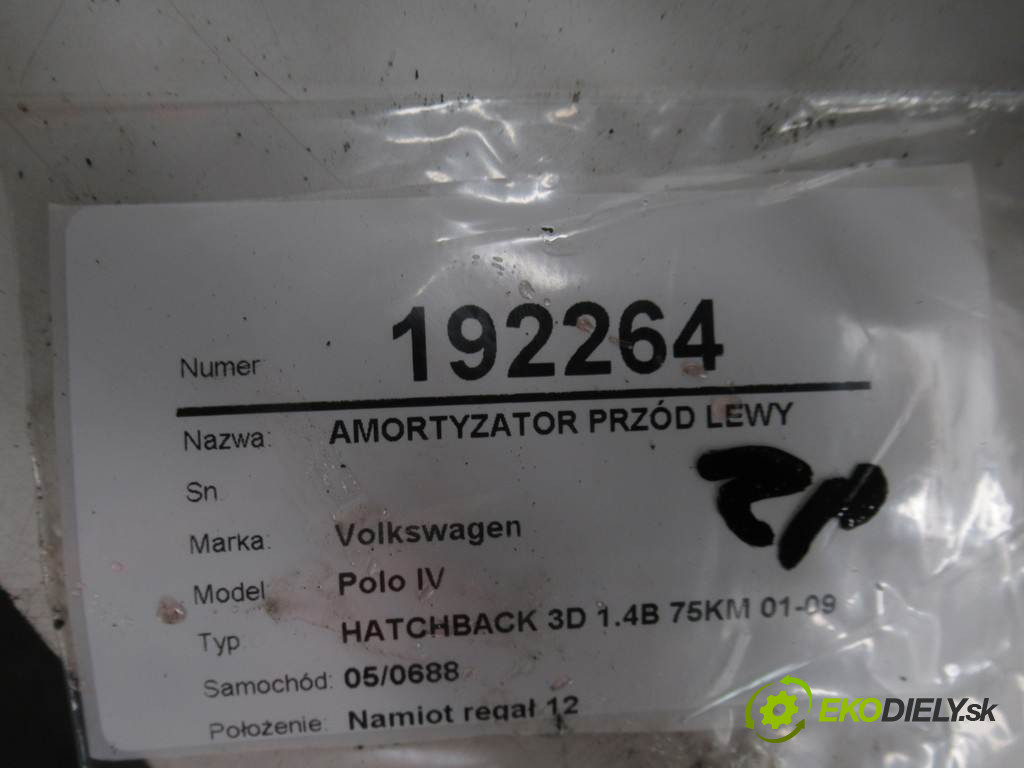 Numer 192264
Nazwa: AMORTYZATOR PRZÓD LEWY
Sn
Marka: Volkswagen
Model Polo IV
Typ HATCHBACK 3D 1.4B 75KM 01-09
Samochód: 05/0688
Położenie: Namiot regał 12
EKODIELY.sk